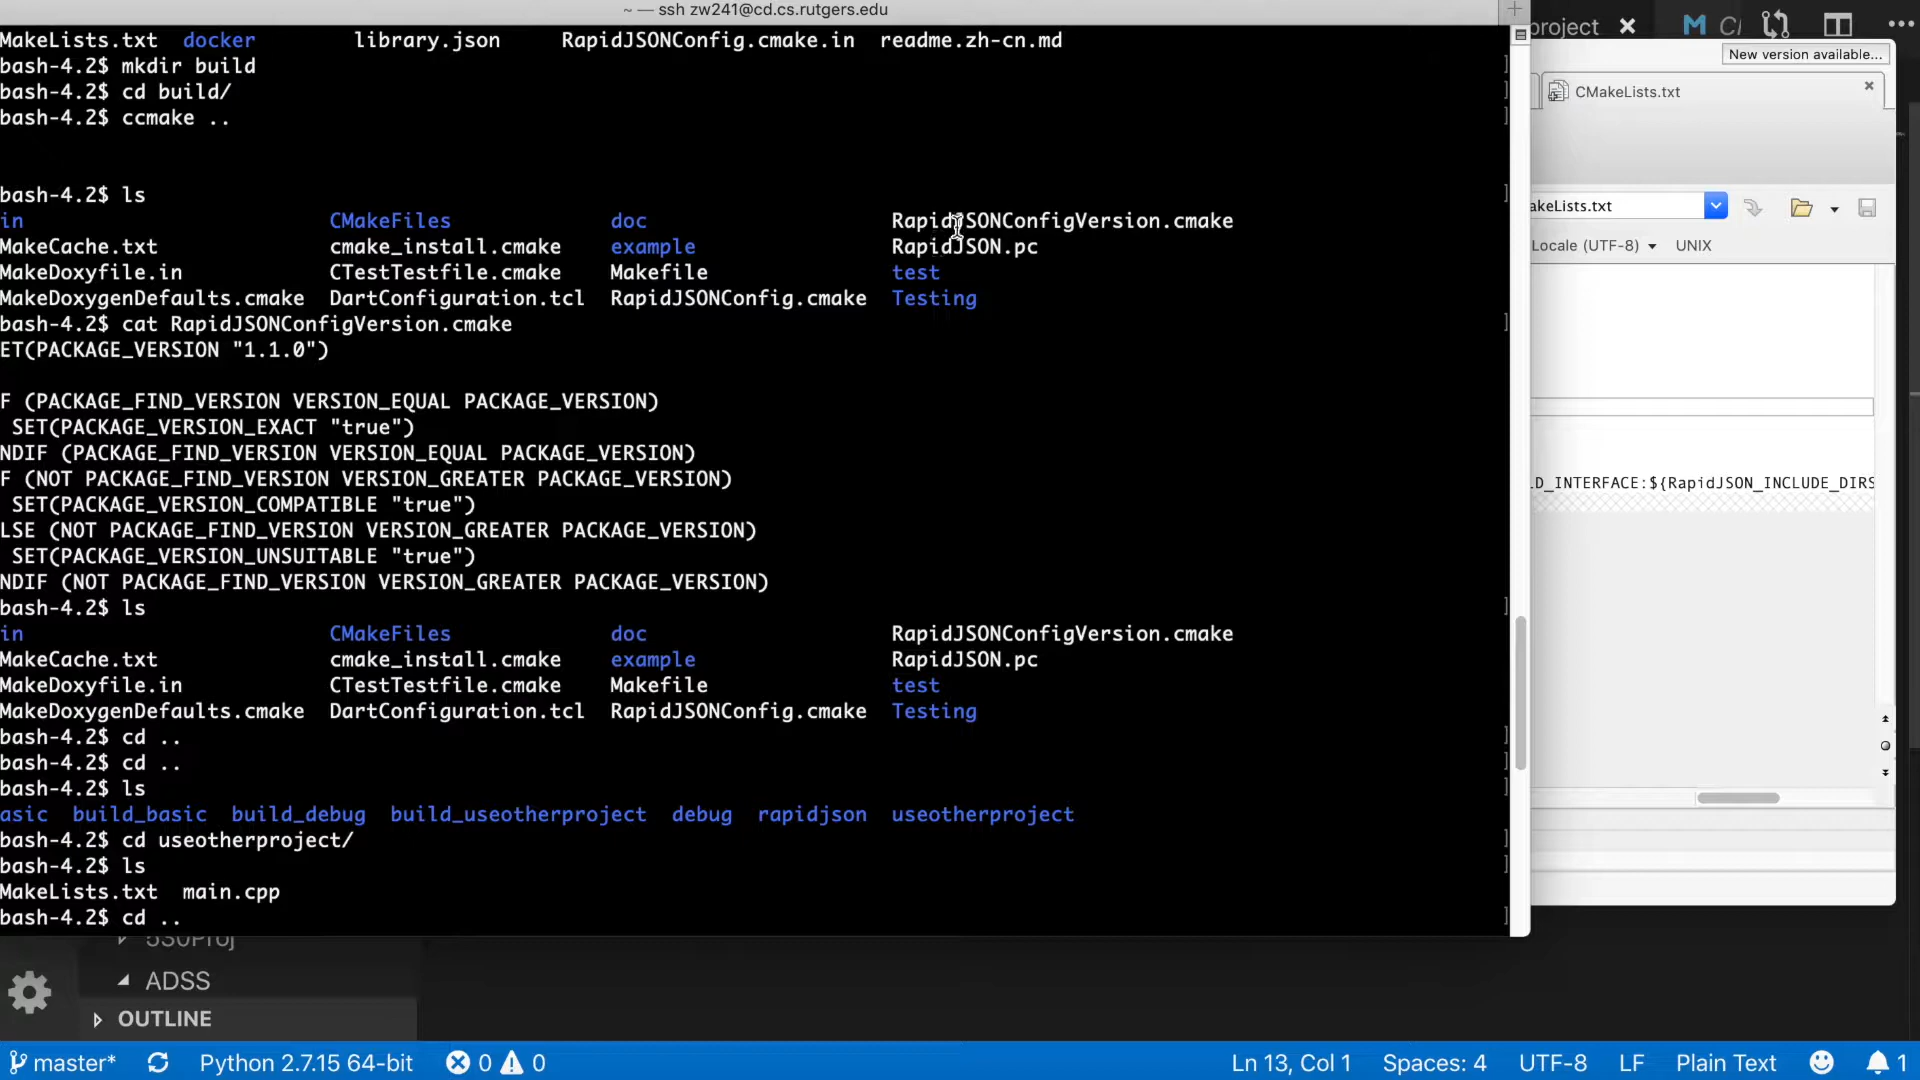 ~ — ssh zw241@cd.cs.rutgers.edu
MakeLists.txt docker library.json RapidJSONConfig.cmake.in readme.zh-cn.md
bash-4.2$ mkdir build
bash-4.2$ cd build/
bash-4.2$ ccmake ..
bash-4.2$ ls
in CMakeFiles doc RapidJSONConfigVersion.cmake
MakeCache.txt cmake_install.cmake example RapidJSON.pc
MakeDoxyfile.in CTestTestfile.cmake Makefile test
MakeDoxygenDefaults.cmake DartConfiguration.tcl RapidJSONConfig.cmake Testing
bash-4.2$ cat RapidJSONConfigVersion.cmake
ET(PACKAGE_VERSION "1.1.0")
F (PACKAGE_FIND_VERSION VERSION_EQUAL PACKAGE_VERSION)
SET(PACKAGE_VERSION_EXACT "true")
NDIF (PACKAGE_FIND_VERSION VERSION_EQUAL PACKAGE_VERSION)
F (NOT PACKAGE_FIND_VERSION VERSION_GREATER PACKAGE_VERSION)
SET(PACKAGE_VERSION_COMPATIBLE "true")
LSE (NOT PACKAGE_FIND_VERSION VERSION_GREATER PACKAGE_VERSION)
SET(PACKAGE_VERSION_UNSUITABLE "true")
NDIF (NOT PACKAGE_FIND_VERSION VERSION_GREATER PACKAGE_VERSION)
bash-4.2$ ls
in CMakeFiles doc RapidJSONConfigVersion.cmake
MakeCache.txt cmake_install.cmake example RapidJSON.pc
MakeDoxyfile.in CTestTestfile.cmake Makefile test
MakeDoxygenDefaults.cmake DartConfiguration.tcl RapidJSONConfig.cmake Testing
bash-4.2$ cd ..
bash-4.2$ cd ..
bash-4.2$ ls
asic build_basic build_debug build_useotherproject debug rapidjson useotherproject
bash-4.2$ cd useotherproject/
bash-4.2$ ls
MakeLists.txt main.cpp
bash-4.2$ cd ..
project
New version available...
CMakeLists.txt
akeLists.txt
Locale (UTF-8) UNIX
LD_INTERFACE:${RapidJSON_INCLUDE_DIRS
530Proj
ADSS
OUTLINE
master* Python 2.7.15 64-bit 0 0 Ln 13, Col 1 Spaces: 4 UTF-8 LF Plain Text 1